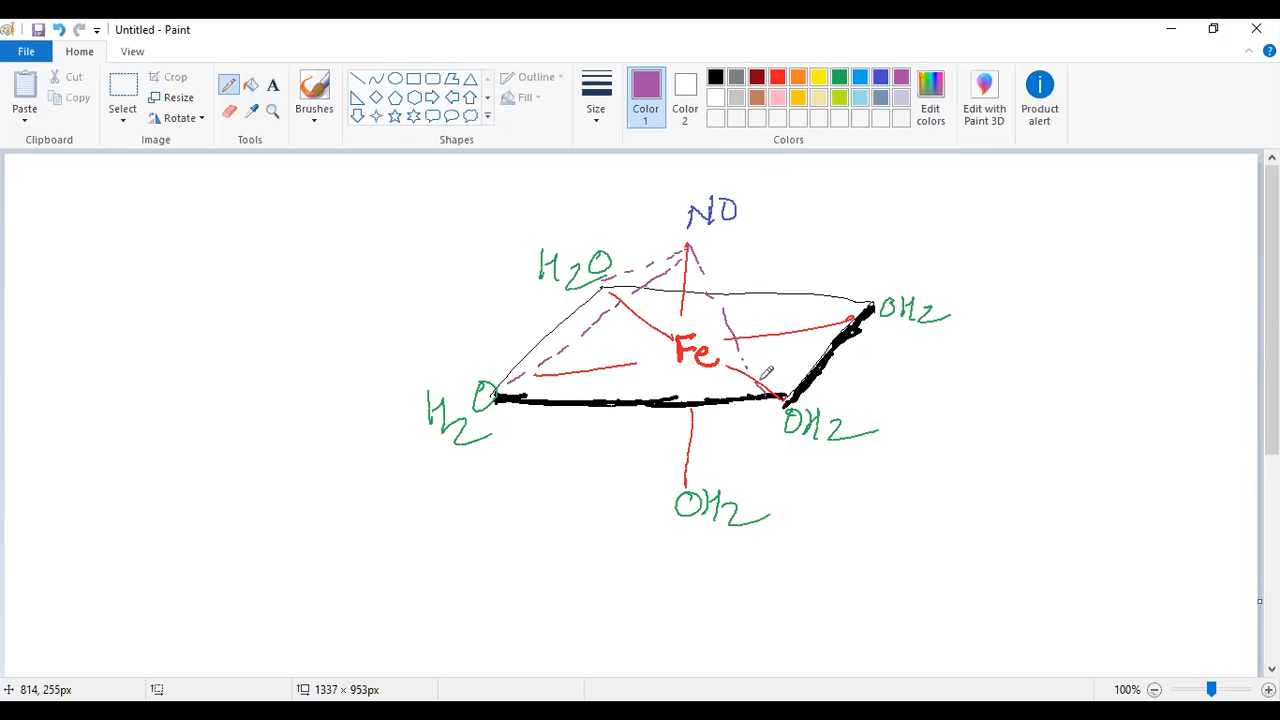 Untitled - Paint
File Home View
Paste
Cut
Copy
Clipboard
Select
Crop
Resize
Rotate
Image
A
Tools
Brushes
Outline
Fill
Shapes
Size
Color 1
Color 2
Edit colors
Colors
Edit with Paint 3D
Product alert
NO
H2O
OH2
Fe
H2O
OH2
OH2
814, 255px
1337 × 953px
100%